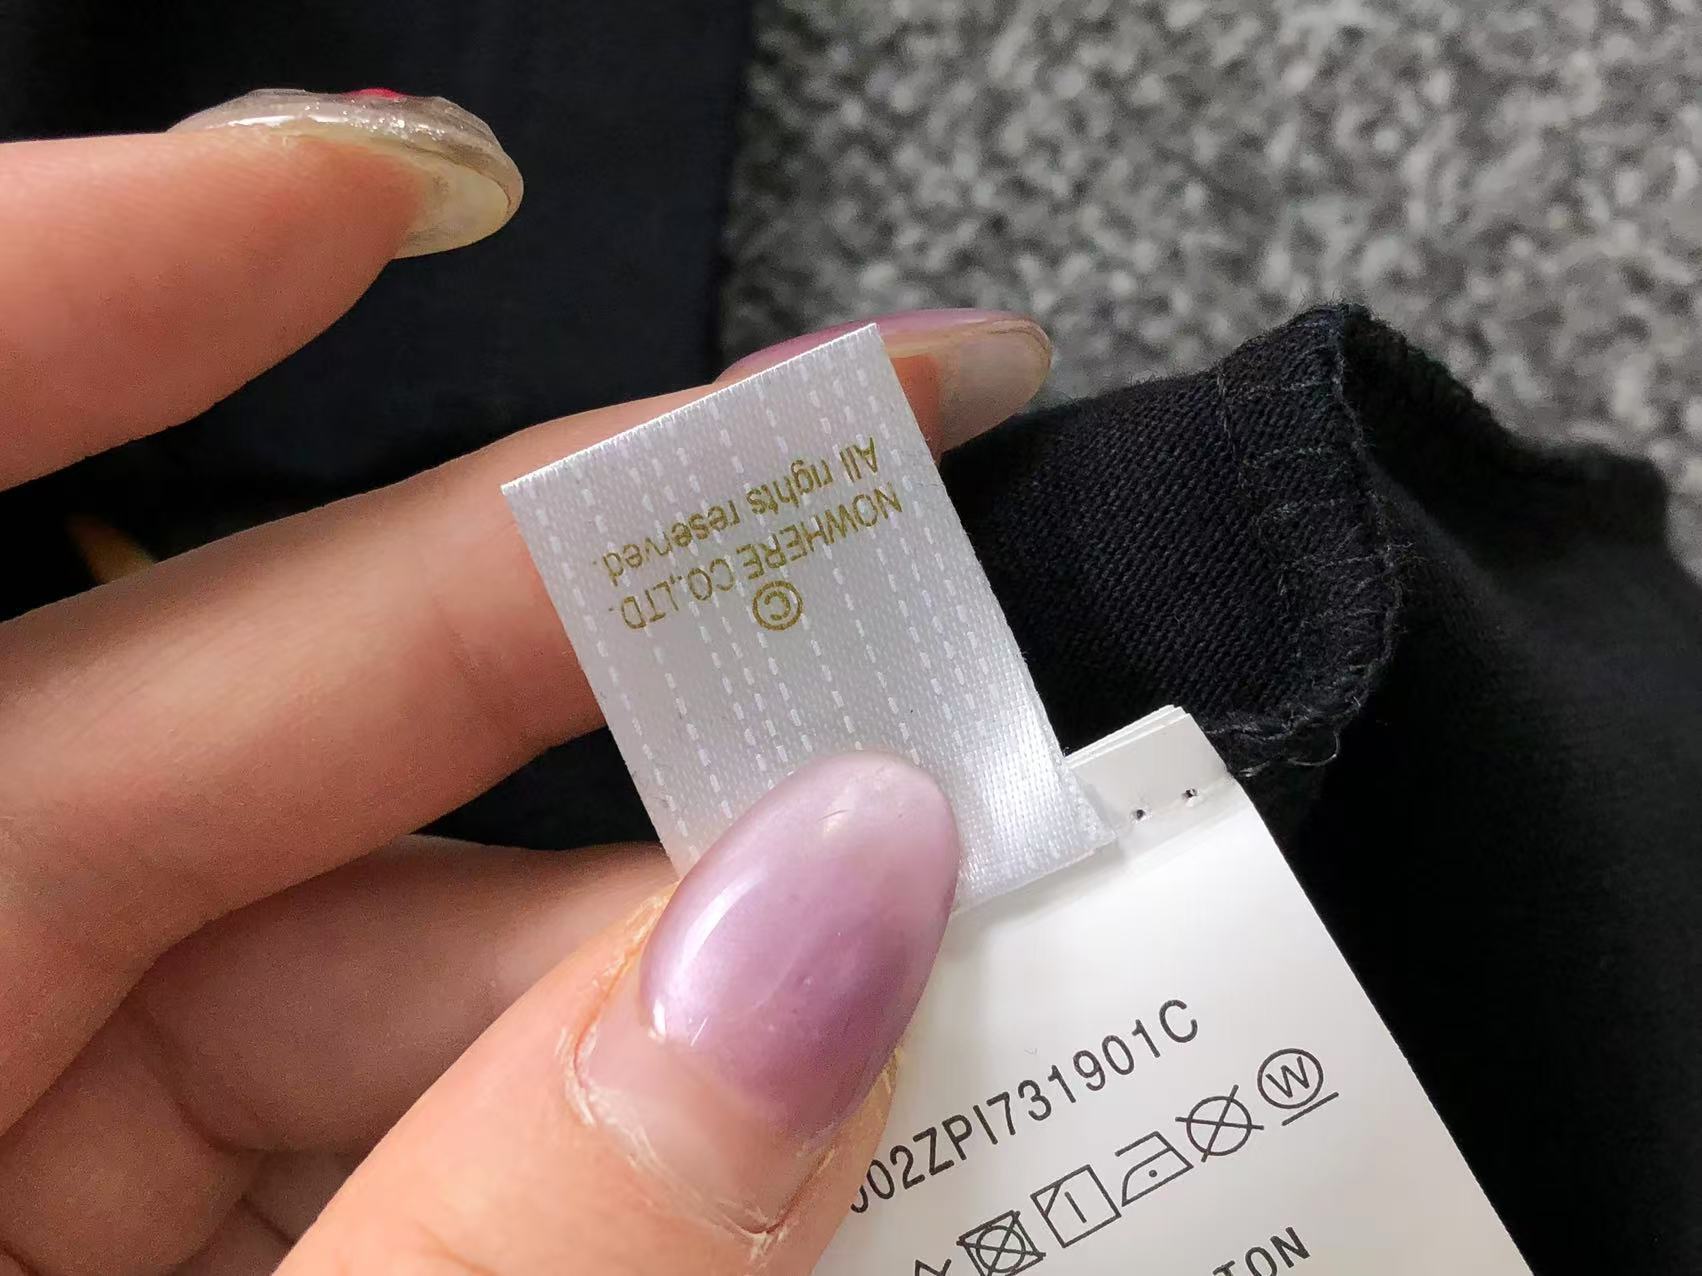 ©
NOWHERE CO.,LTD.
All rights reserved.
02ZPI731901C
W